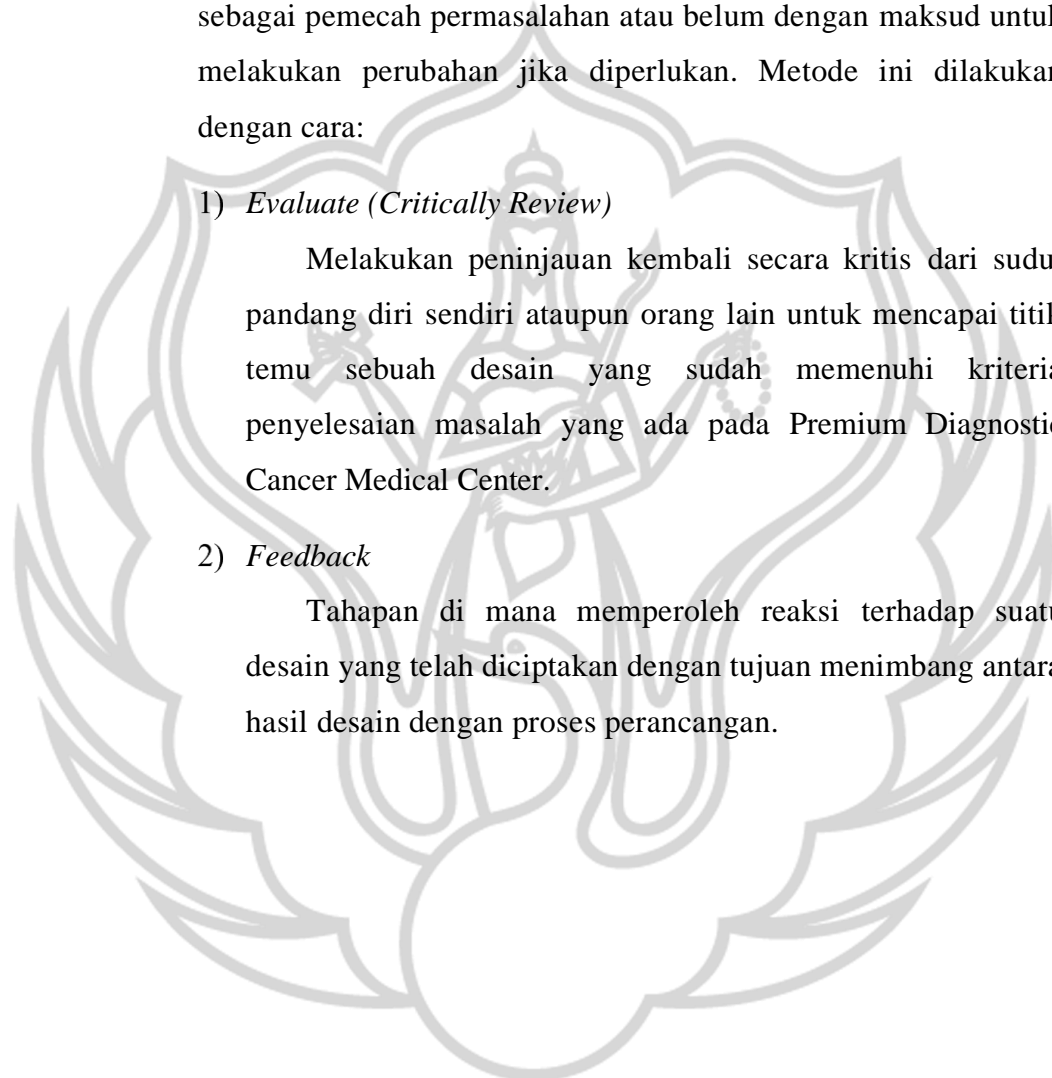 sebagai pemecah permasalahan atau belum dengan maksud untuk
melakukan perubahan jika diperlukan. Metode ini dilakukan
dengan cara:
1) Evaluate (Critically Review)
Melakukan peninjauan kembali secara kritis dari sudut
pandang diri sendiri ataupun orang lain untuk mencapai titik
temu sebuah desain yang sudah memenuhi kriteria
penyelesaian masalah yang ada pada Premium Diagnostic
Cancer Medical Center.
2) Feedback
Tahapan di mana memperoleh reaksi terhadap suatu
desain yang telah diciptakan dengan tujuan menimbang antara
hasil desain dengan proses perancangan.